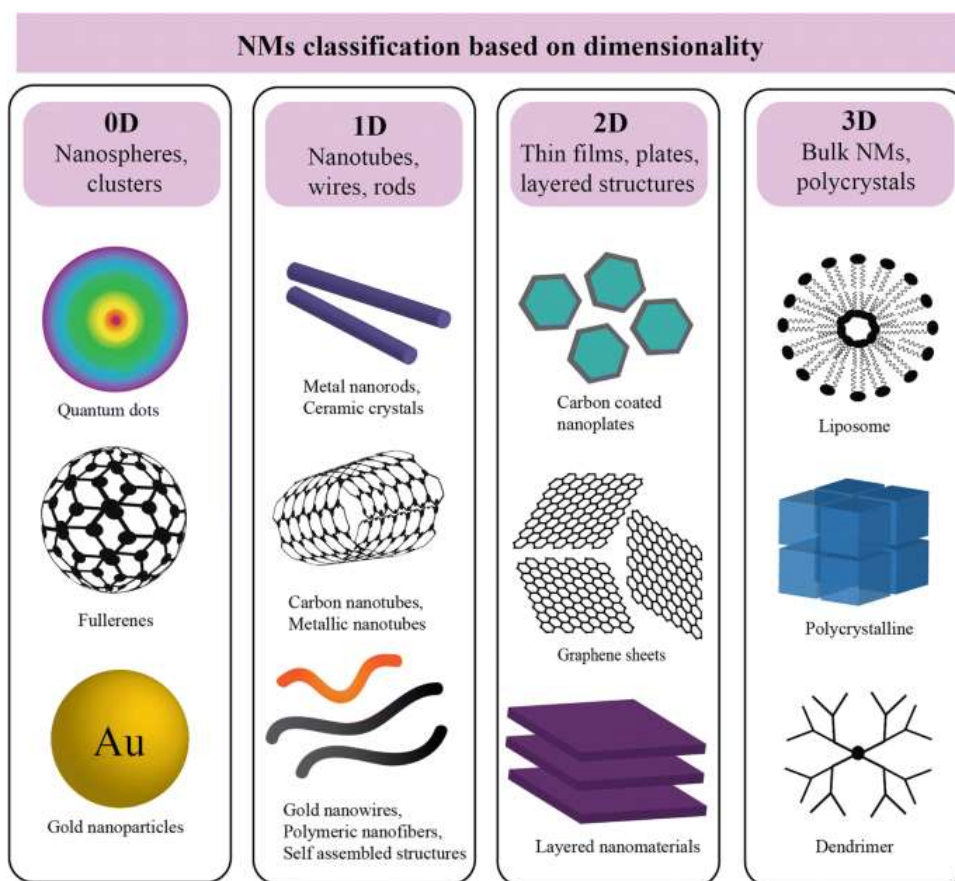 NMs classification based on dimensionality
0D
Nanospheres,
clusters
Quantum dots
Fullerenes
Au
Gold nanoparticles
1D
Nanotubes,
wires, rods
Metal nanorods,
Ceramic crystals
Carbon nanotubes,
Metallic nanotubes
Gold nanowires,
Polymeric nanofibers,
Self assembled structures
2D
Thin films, plates,
layered structures
Carbon coated
nanoplates
Graphene sheets
Layered nanomaterials
3D
Bulk NMs,
polycrystals
Liposome
Polycrystalline
Dendrimer